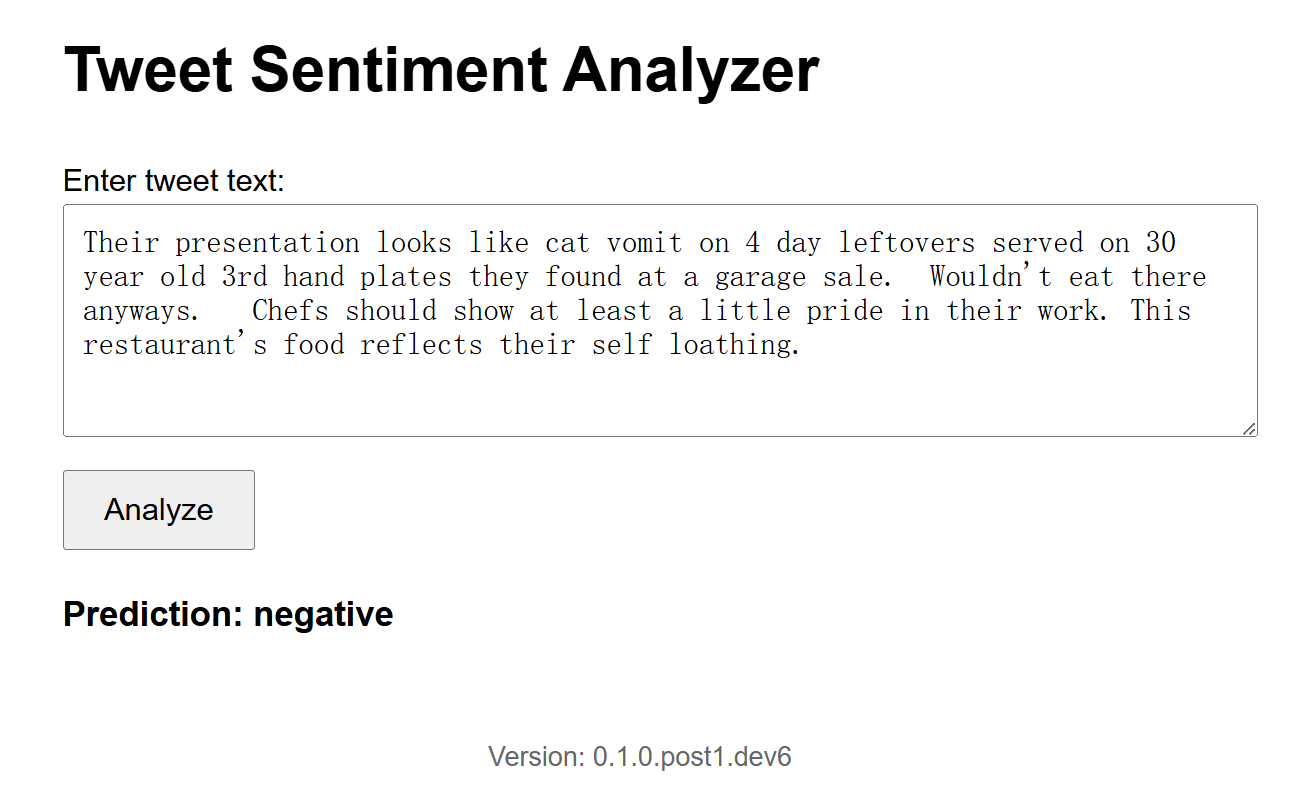 Tweet Sentiment Analyzer
Enter tweet text:
Their presentation looks like cat vomit on 4 day leftovers served on 30
year old 3rd hand plates they found at a garage sale.  Wouldn't eat there
anyways.   Chefs should show at least a little pride in their work. This
restaurant's food reflects their self loathing.
Analyze
Prediction: negative
Version: 0.1.0.post1.dev6